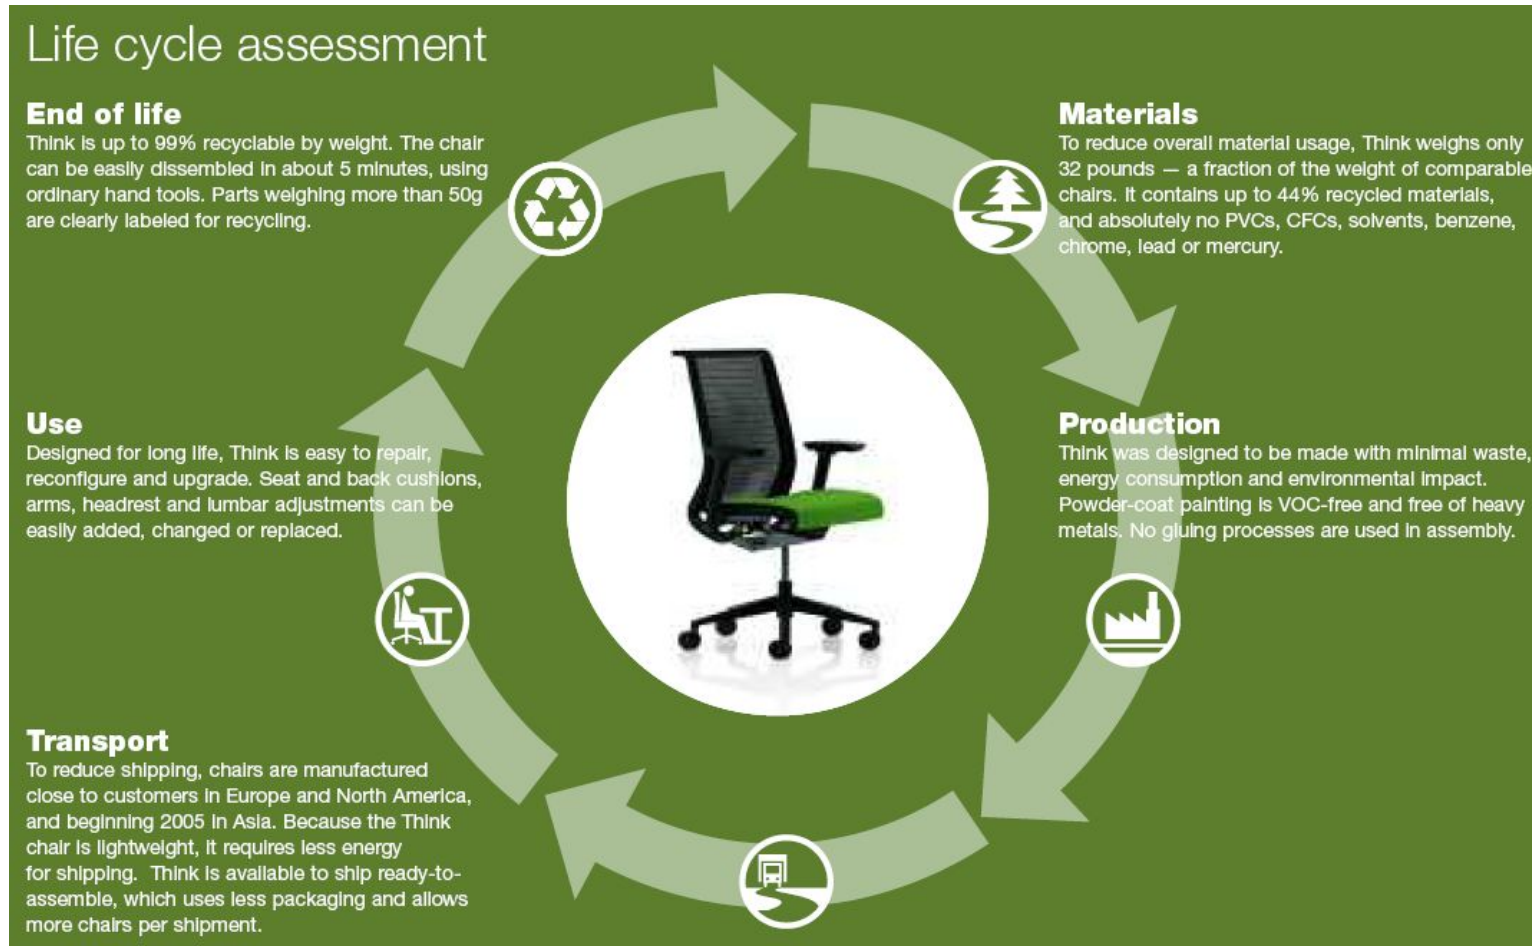 Life cycle assessment
End of life
Think is up to 99% recyclable by weight. The chair
can be easily dissembled in about 5 minutes, using
ordinary hand tools. Parts weighing more than 50g
are clearly labeled for recycling.
Materials
To reduce overall material usage, Think weighs only
32 pounds — a fraction of the weight of comparable
chairs. It contains up to 44% recycled materials,
and absolutely no PVCs, CFCs, solvents, benzene,
chrome, lead or mercury.
Use
Designed for long life, Think is easy to repair,
reconfigure and upgrade. Seat and back cushions,
arms, headrest and lumbar adjustments can be
easily added, changed or replaced.
Production
Think was designed to be made with minimal waste,
energy consumption and environmental impact.
Powder-coat painting is VOC-free and free of heavy
metals. No gluing processes are used in assembly.
Transport
To reduce shipping, chairs are manufactured
close to customers in Europe and North America,
and beginning 2005 in Asia. Because the Think
chair is lightweight, it requires less energy
for shipping. Think is available to ship ready-to-
assemble, which uses less packaging and allows
more chairs per shipment.